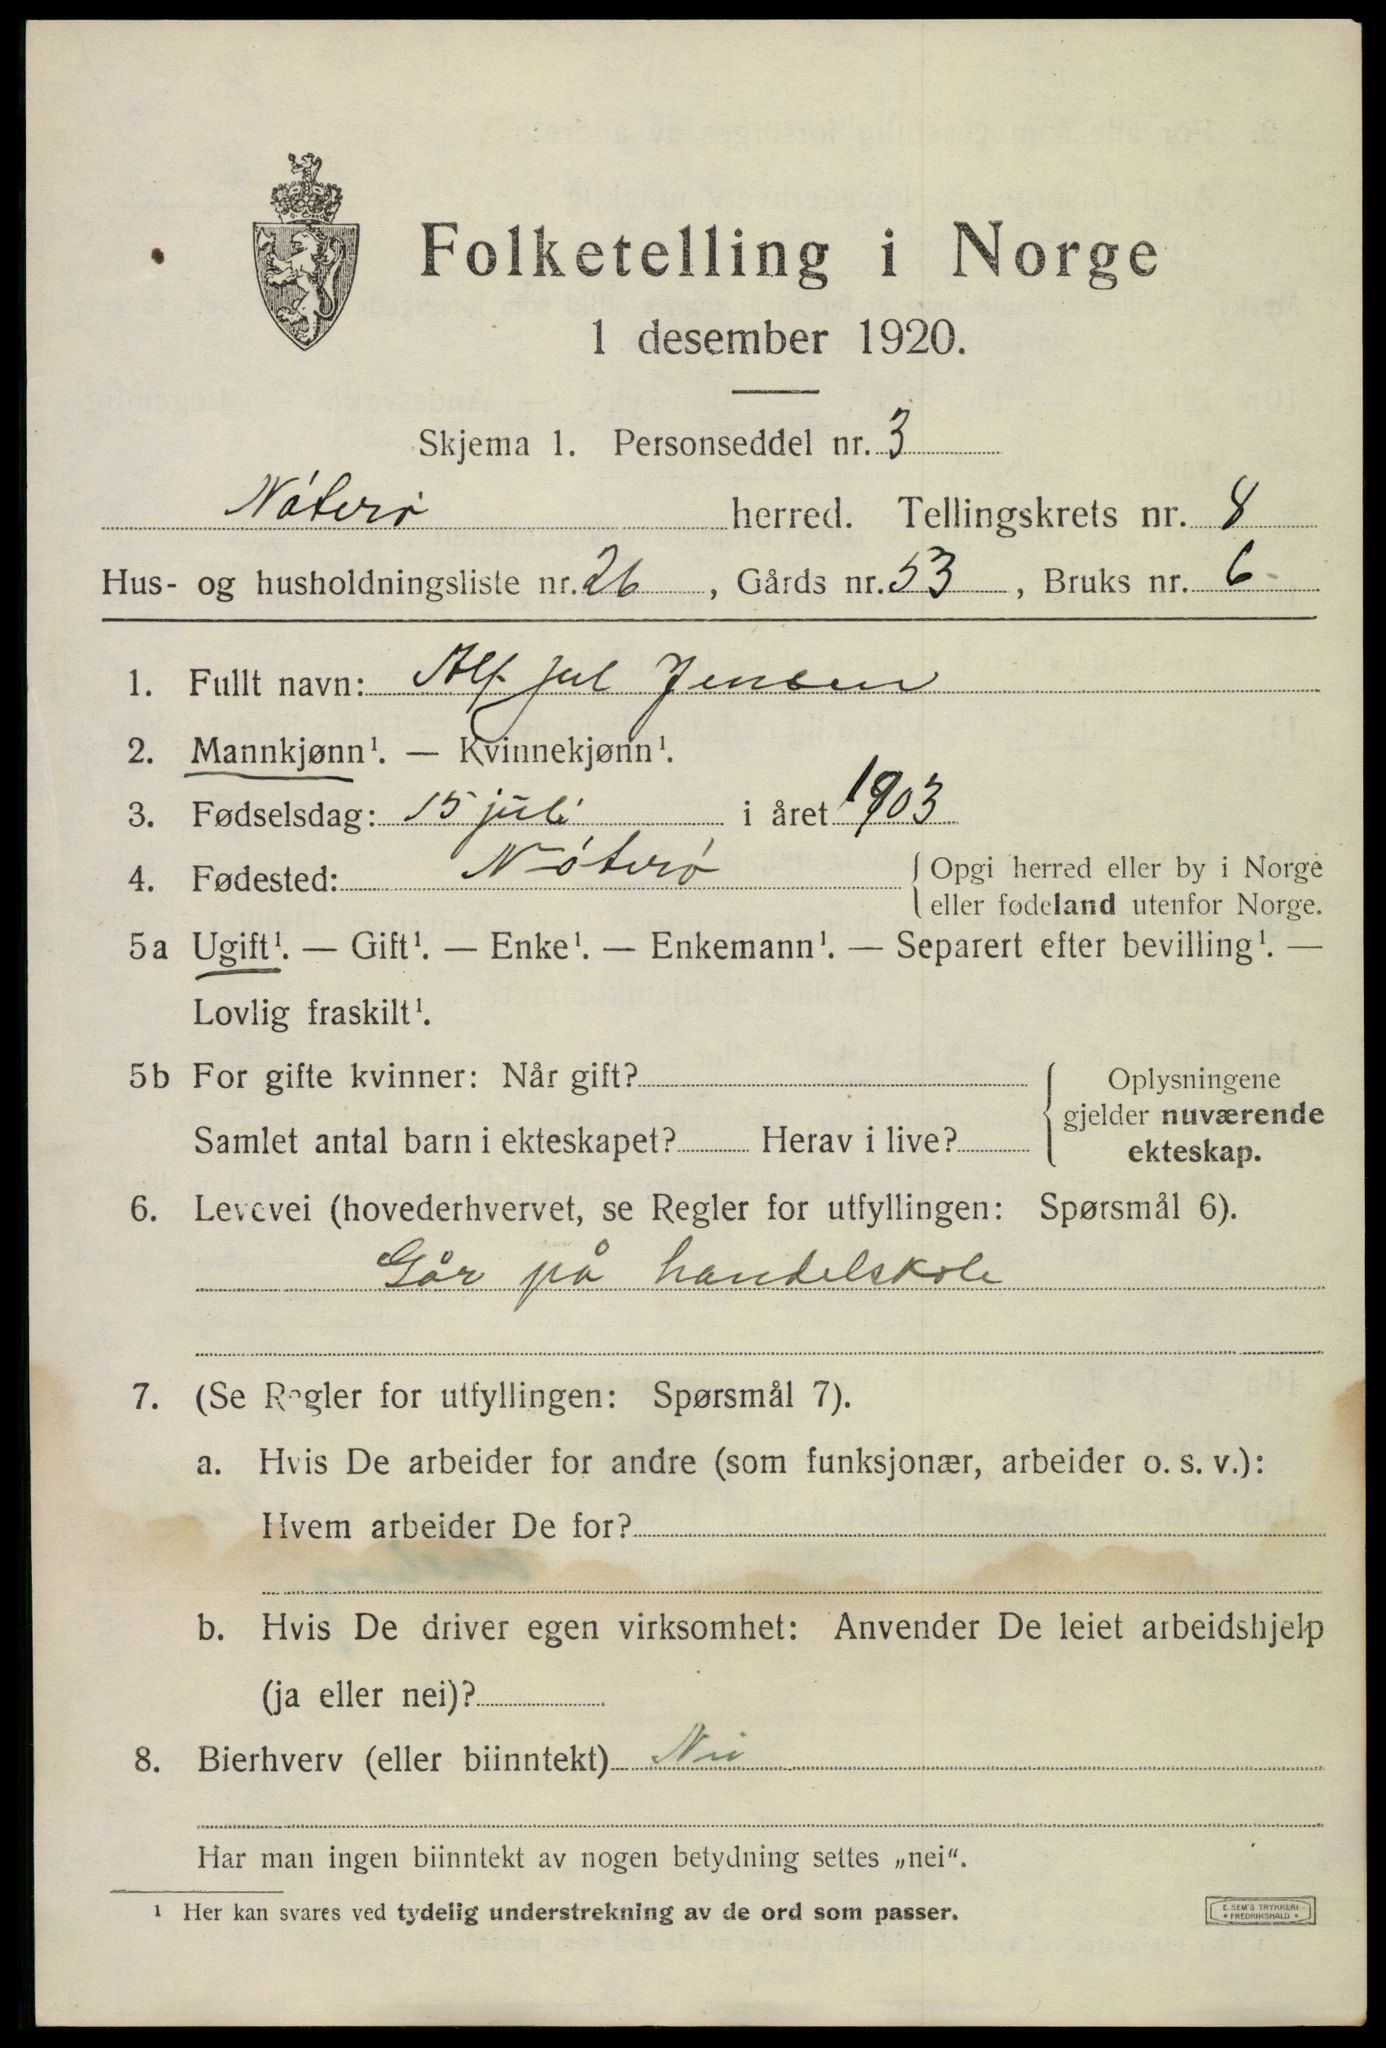 Folketelling i Norge
1 desember 1920.
Skjema 1. Personseddel nr. 3
Nøterø herred. Tellingskrets nr. 8
Hus- og husholdningsliste nr. 26, Gårds nr. 53, Bruks nr. 6
1. Fullt navn: Alf Jul Jensen
2. Mannkjønn¹. — Kvinnekjønn¹.
3. Fødselsdag: 15 juli i året 1903
4. Fødested: Nøterø { Opgi herred eller by i Norge
eller fødeland utenfor Norge.
5a Ugift¹. — Gift¹. — Enke¹. — Enkemann¹. — Separert efter bevilling¹. —
Lovlig fraskilt¹.
5b For gifte kvinner: Når gift? { Oplysningene
gjelder nuværende
Samlet antal barn i ekteskapet? Herav i live? ekteskap.
6. Levevei (hovederhvervet, se Regler for utfyllingen: Spørsmål 6).
Går på handelskole
7. (Se Regler for utfyllingen: Spørsmål 7).
a. Hvis De arbeider for andre (som funksjonær, arbeider o. s. v.):
Hvem arbeider De for?
b. Hvis De driver egen virksomhet: Anvender De leiet arbeidshjelp
(ja eller nei)?
8. Bierhverv (eller biinntekt) Nei
Har man ingen biinntekt av nogen betydning settes „nei“.
¹ Her kan svares ved tydelig understrekning av de ord som passer.
E. SEM'S TRYKKERI
* FREDRIKSHALD *